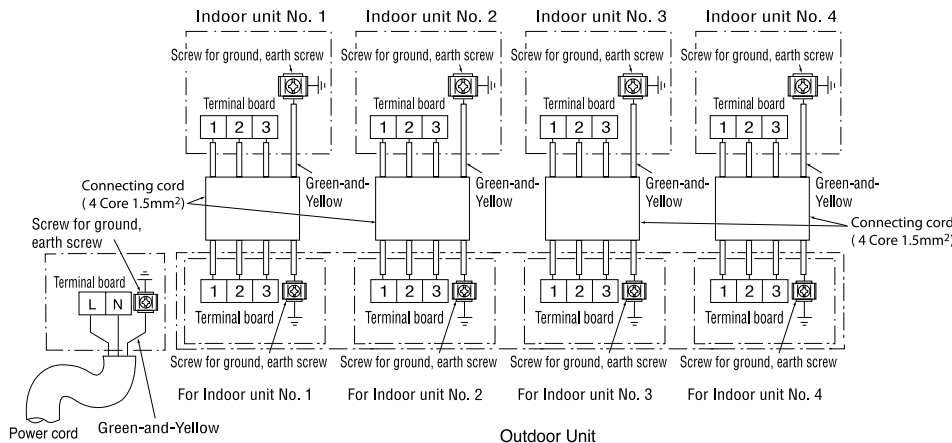 Indoor unit No. 1
Indoor unit No. 2
Indoor unit No. 3
Indoor unit No. 4
Screw for ground, earth screw
Screw for ground, earth screw
Screw for ground, earth screw
Screw for ground, earth screw
Terminal board
Terminal board
Terminal board
Terminal board
1 2 3
1 2 3
1 2 3
1 2 3
Green-and-
Yellow
Green-and-
Yellow
Green-and-
Yellow
Green-and-
Yellow
Connecting cord
( 4 Core 1.5mm²)
Connecting cord
( 4 Core 1.5mm²)
Screw for ground,
earth screw
Terminal board
L N
1 2 3
1 2 3
1 2 3
1 2 3
Terminal board
Terminal board
Terminal board
Terminal board
Screw for ground, earth screw
Screw for ground, earth screw
Screw for ground, earth screw
Screw for ground, earth screw
For Indoor unit No. 1
For Indoor unit No. 2
For Indoor unit No. 3
For Indoor unit No. 4
Power cord
Green-and-Yellow
Outdoor Unit